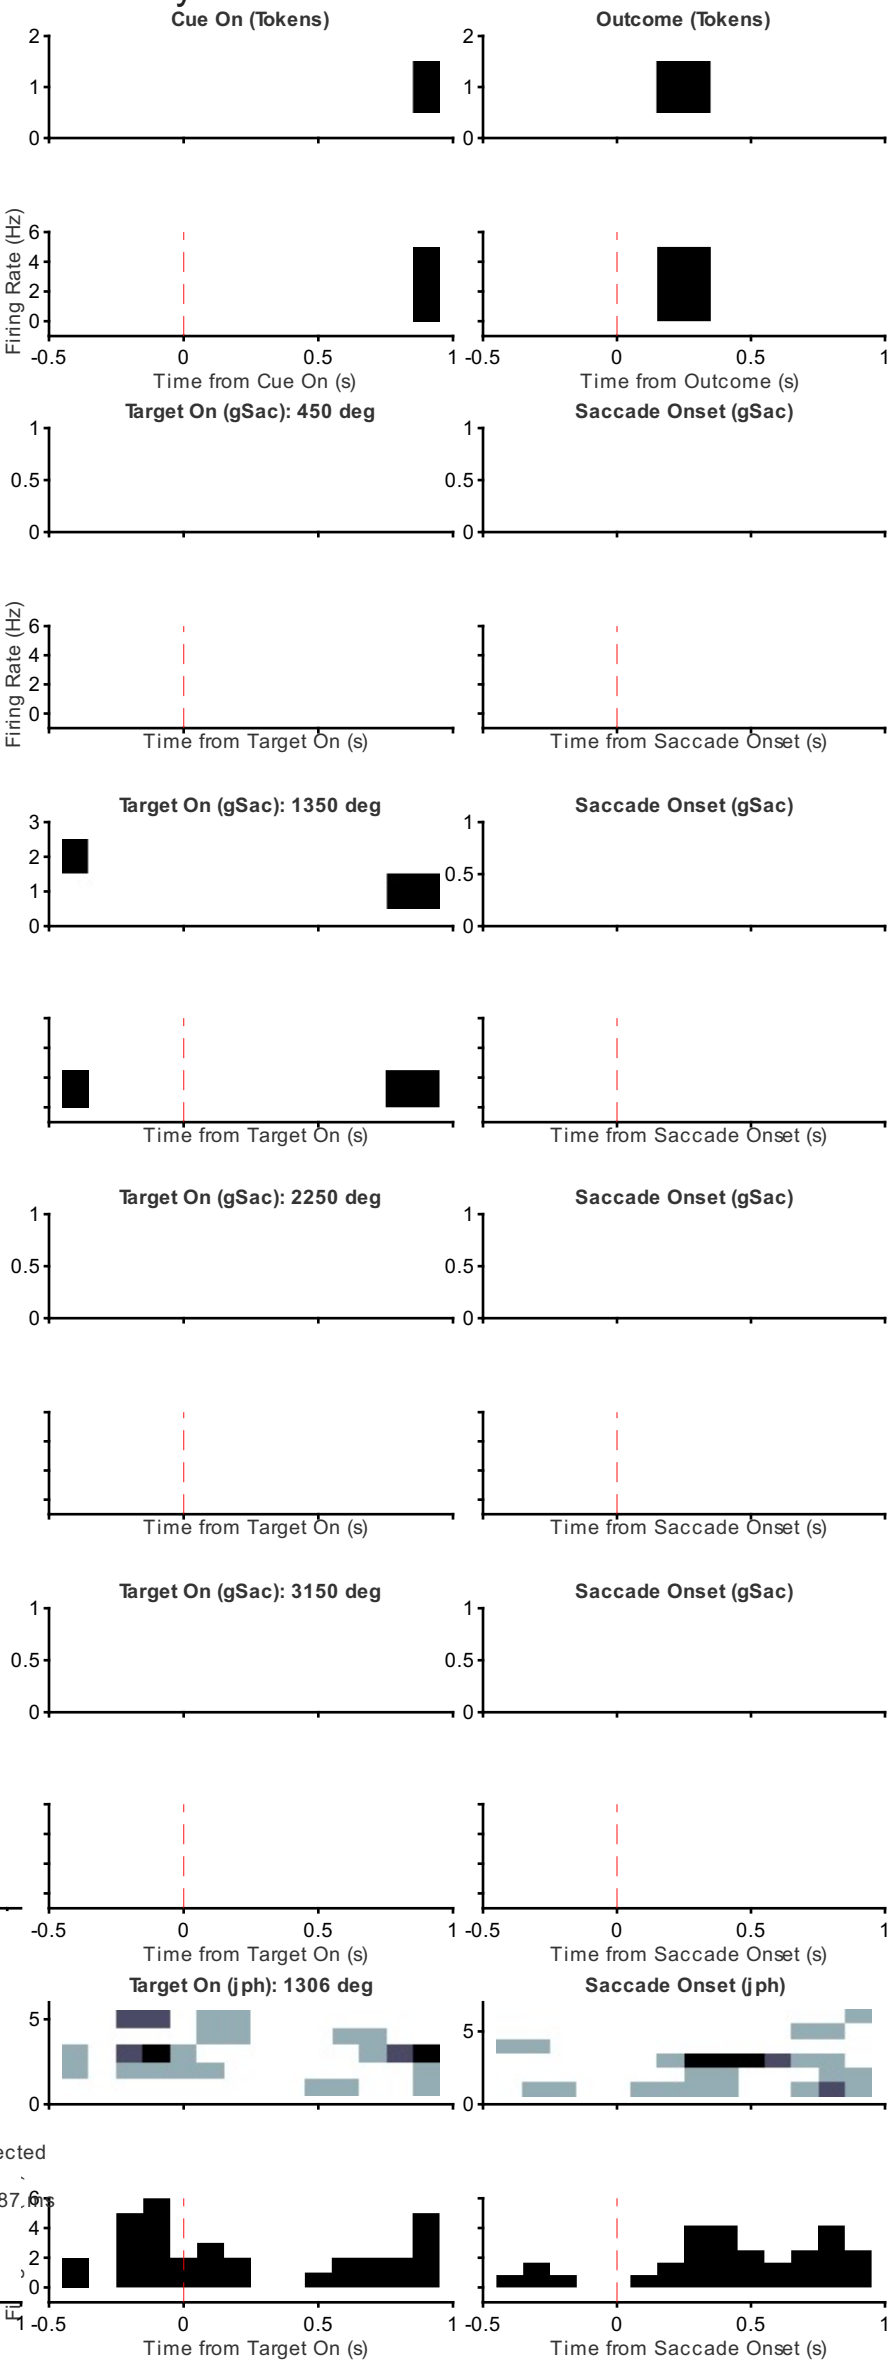 Cue On (Tokens)
Outcome (Tokens)
2
1
0
2
1
0
Firing Rate (Hz)
6
4
2
0
-0.5
0
0.5
1
-0.5
0
0.5
1
Time from Cue On (s)
Time from Outcome (s)
Target On (gSac): 450 deg
Saccade Onset (gSac)
1
0.5
0
1
0.5
0
Firing Rate (Hz)
6
4
2
0
Time from Target On (s)
Time from Saccade Onset (s)
Target On (gSac): 1350 deg
Saccade Onset (gSac)
3
2
1
0
1
0.5
0
Time from Target On (s)
Time from Saccade Onset (s)
Target On (gSac): 2250 deg
Saccade Onset (gSac)
1
0.5
0
1
0.5
0
Time from Target On (s)
Time from Saccade Onset (s)
Target On (gSac): 3150 deg
Saccade Onset (gSac)
1
0.5
0
1
0.5
0
-0.5
0
0.5
1
-0.5
0
0.5
1
Time from Target On (s)
Time from Saccade Onset (s)
Target On (jph): 1306 deg
Saccade Onset (jph)
5
0
5
0
ected
87 ms
6
4
2
0
1
-0.5
0
0.5
1
-0.5
0
0.5
1
Time from Target On (s)
Time from Saccade Onset (s)